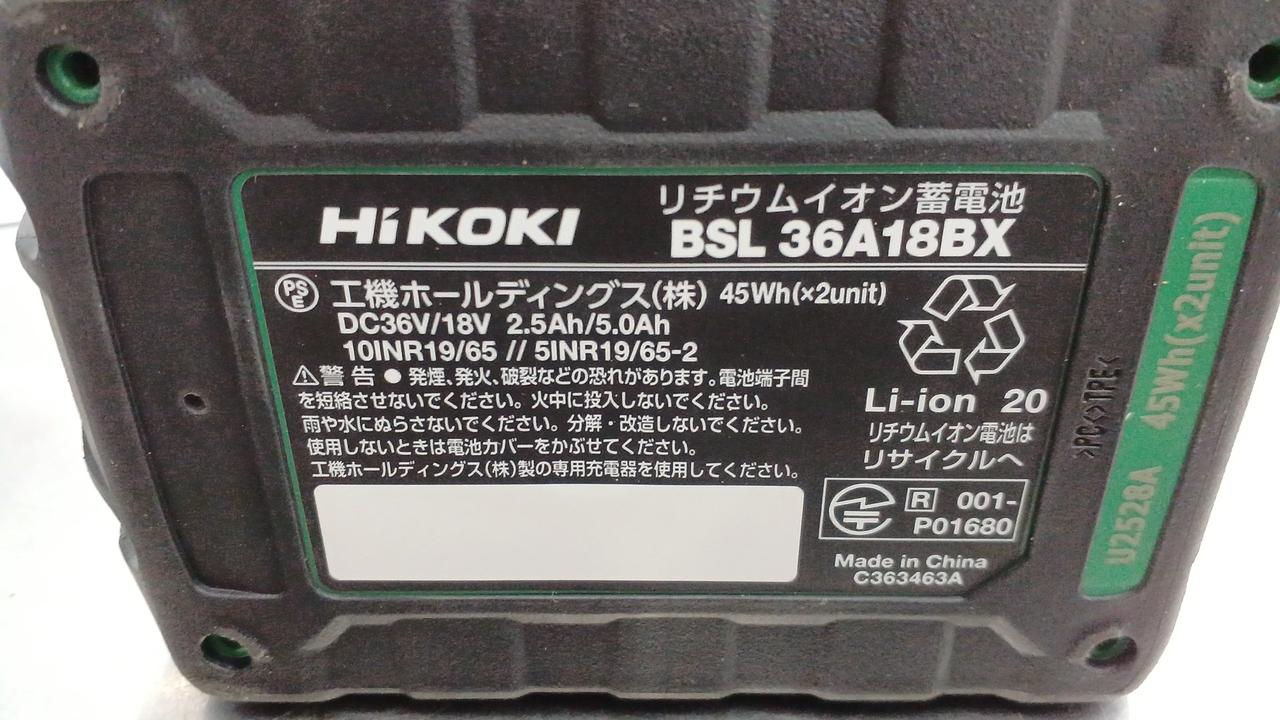 HiKOKI
リチウムイオン蓄電池
BSL 36A18BX
PSE 工機ホールディングス(株) 45Wh(×2unit)
DC36V/18V 2.5Ah/5.0Ah
10INR19/65 // 5INR19/65-2
⚠警告 ● 発煙、発火、破裂などの恐れがあります。電池端子間
を短絡させないでください。火中に投入しないでください。
雨や水にぬらさないでください。分解・改造しないでください。
使用しないときは電池カバーをかぶせてください。
工機ホールディングス(株)製の専用充電器を使用してください。
Li-ion 20
リチウムイオン電池は
リサイクルへ
R 001-
P01680
Made in China
C363463A
>PC<>TPE<
U2528A 45Wh(x2unit)